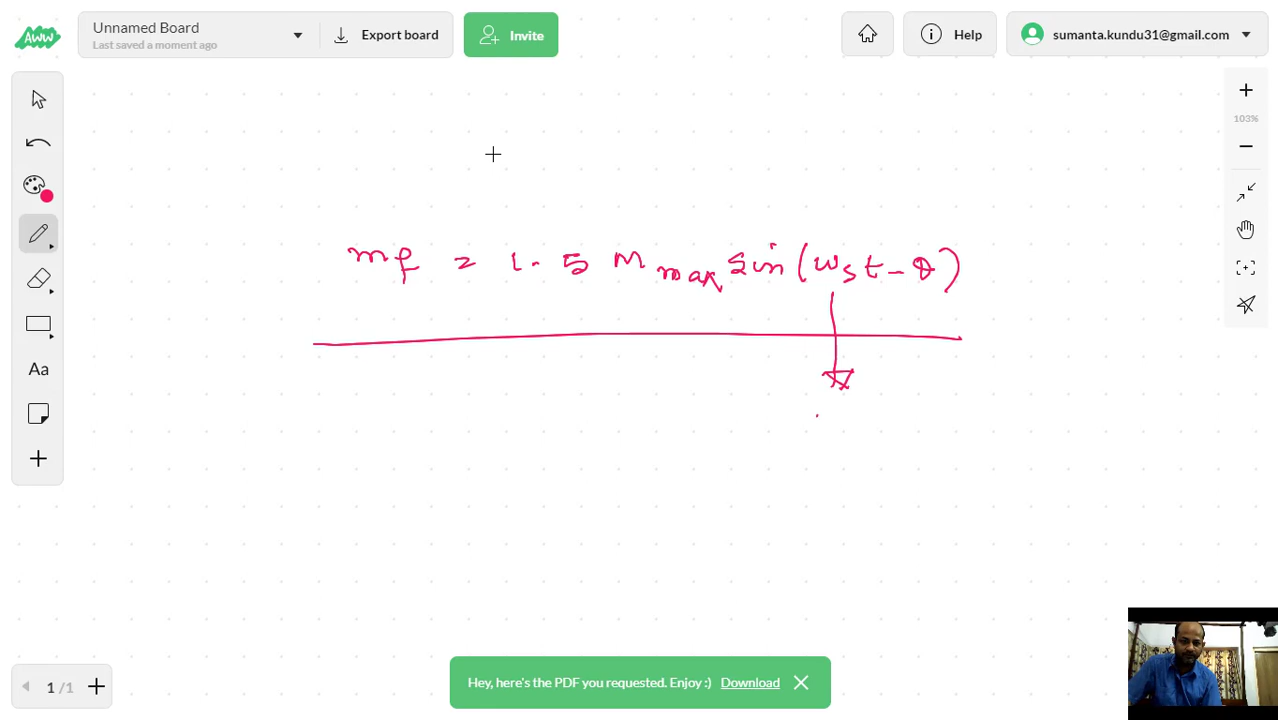 AWW
Unnamed Board
Last saved a moment ago
Export board
Invite
Help
sumanta.kundu31@gmail.com
103%
mf = 1.5 Mmax Sin(ωst-θ)
Aa
1 /1
Hey, here's the PDF you requested. Enjoy :) Download